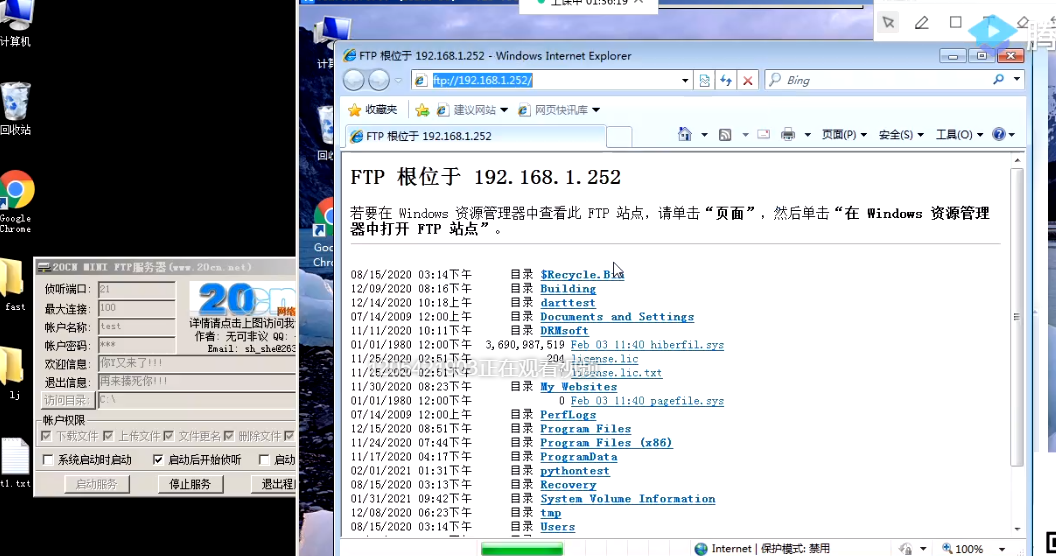 上课中 01:36:19
计算机
回收站
Google
Chrome
fast
lj
t1.txt
20CN MINI FTP服务器(www.20cn.net)
侦听端口: 21
最大连接: 100
帐户名称: test
帐户密码: ***
欢迎信息: 你Y又来了!!!
退出信息: 再来揍死你!!!
访问目录: C:\
20cn
网络
详情请点击上图访问我
作者: 无可非议 QQ:
Email: sh_she@263
帐户权限
下载文件 上传文件 文件更名 删除文件
系统启动时启动 启动后开始侦听 启动
启动服务 停止服务 退出程
计
回收
Goo
Chro
FTP 根位于 192.168.1.252 - Windows Internet Explorer
ftp://192.168.1.252/
Bing
收藏夹 建议网站 网页快讯库
FTP 根位于 192.168.1.252
页面(P) 安全(S) 工具(O)
FTP 根位于 192.168.1.252
若要在 Windows 资源管理器中查看此 FTP 站点，请单击“页面”，然后单击“在 Windows 资源管理
器中打开 FTP 站点”。
08/15/2020 03:14下午 目录 $Recycle.Bin
12/09/2020 08:16下午 目录 Building
12/14/2020 10:18上午 目录 darttest
07/14/2009 12:00上午 目录 Documents and Settings
11/11/2020 10:11下午 目录 DRMsoft
01/01/1980 12:00下午 3,690,987,519 Feb 03 11:40 hiberfil.sys
11/25/2020 02:51下午 204 license.lic
11/25/2020 02:51下午 license.lic.txt
正在观看视频
11/30/2020 08:23下午 目录 My Websites
01/01/1980 12:00下午 0 Feb 03 11:40 pagefile.sys
07/14/2009 12:00上午 目录 PerfLogs
12/15/2020 08:51下午 目录 Program Files
11/24/2020 07:44下午 目录 Program Files (x86)
11/17/2020 04:17下午 目录 ProgramData
02/01/2021 01:31下午 目录 pythontest
08/15/2020 03:13下午 目录 Recovery
01/31/2021 09:42下午 目录 System Volume Information
12/08/2020 06:23下午 目录 tmp
08/15/2020 03:14下午 目录 Users
Internet | 保护模式: 禁用
100%
腾